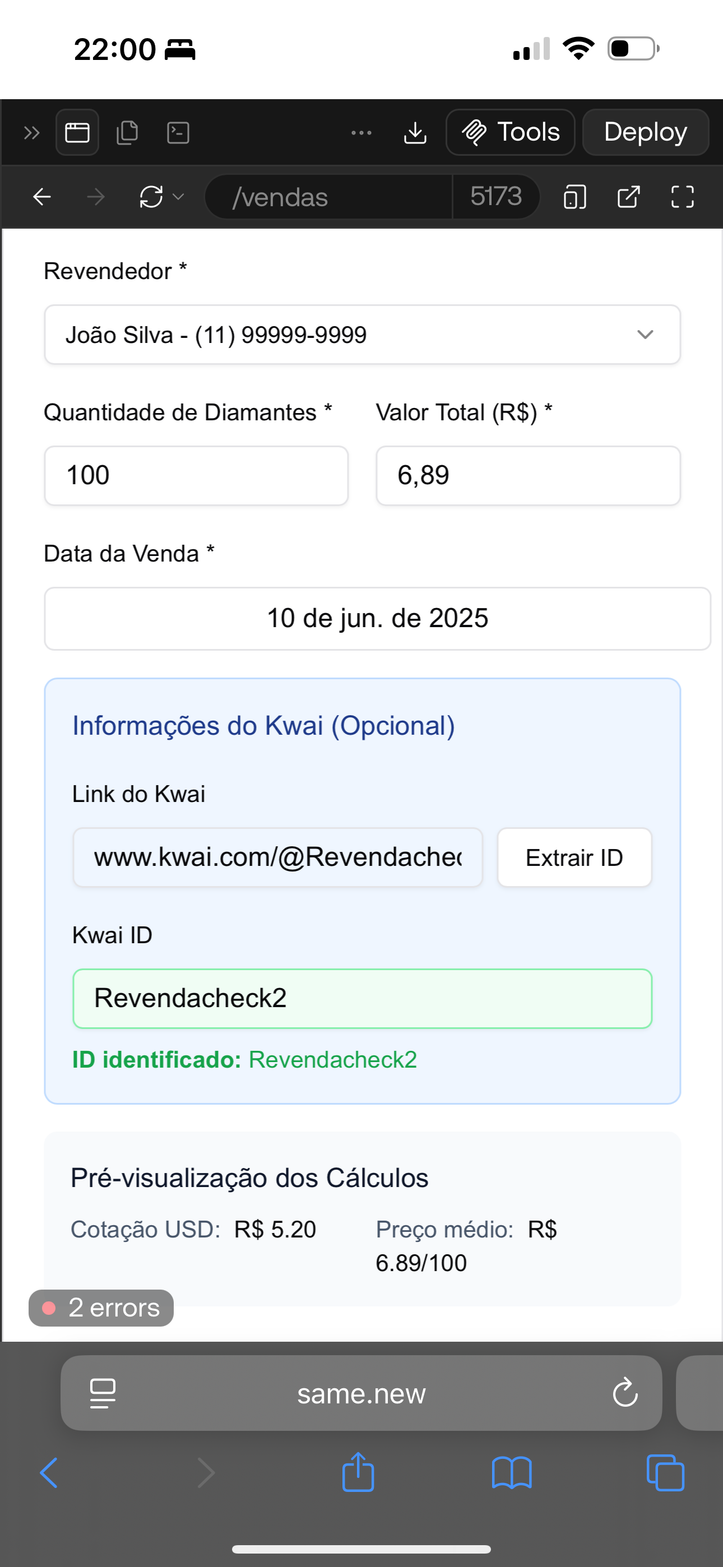 22:00
Tools
Deploy
/vendas
5173
Revendedor *
João Silva - (11) 99999-9999
Quantidade de Diamantes *
Valor Total (R$) *
100
6,89
Data da Venda *
10 de jun. de 2025
Informações do Kwai (Opcional)
Link do Kwai
www.kwai.com/@Revendachec
Extrair ID
Kwai ID
Revendacheck2
ID identificado: Revendacheck2
Pré-visualização dos Cálculos
Cotação USD: R$ 5.20
Preço médio: R$
6.89/100
2 errors
same.new